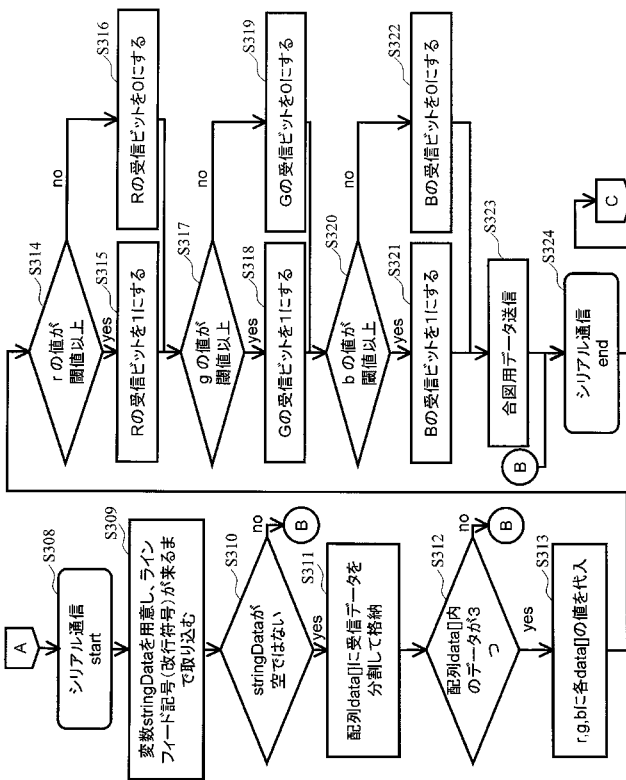 A
S308
シリアル通信
start
S309
変数stringDataを用意し、ライン
フィード記号(改行符号)が来るま
で取り込む
S310
stringDataが
空ではない
no
B
yes
S311
配列data[]に受信データを
分割して格納
S312
配列data[]内
のデータが3
つ
no
B
yes
S313
r,g,bに各data[]の値を代入
S314
r の値が
閾値以上
no
yes
S315
Rの受信ビットを1にする
S316
Rの受信ビットを0にする
S317
g の値が
閾値以上
no
yes
S318
Gの受信ビットを1にする
S319
Gの受信ビットを0にする
S320
b の値が
閾値以上
no
yes
S321
Bの受信ビットを1にする
S322
Bの受信ビットを0にする
S323
合図用データ送信
B
S324
シリアル通信
end
C